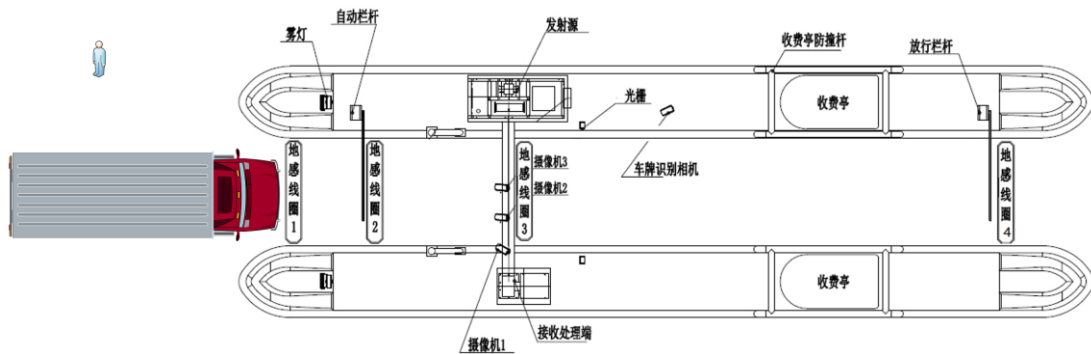 自动栏杆
雾灯
发射源
收费亭防撞杆
放行栏杆
光栅
收费亭
地感线圈1
地感线圈2
地感线圈3
摄像机3
摄像机2
车牌识别相机
地感线圈4
收费亭
接收处理端
摄像机1